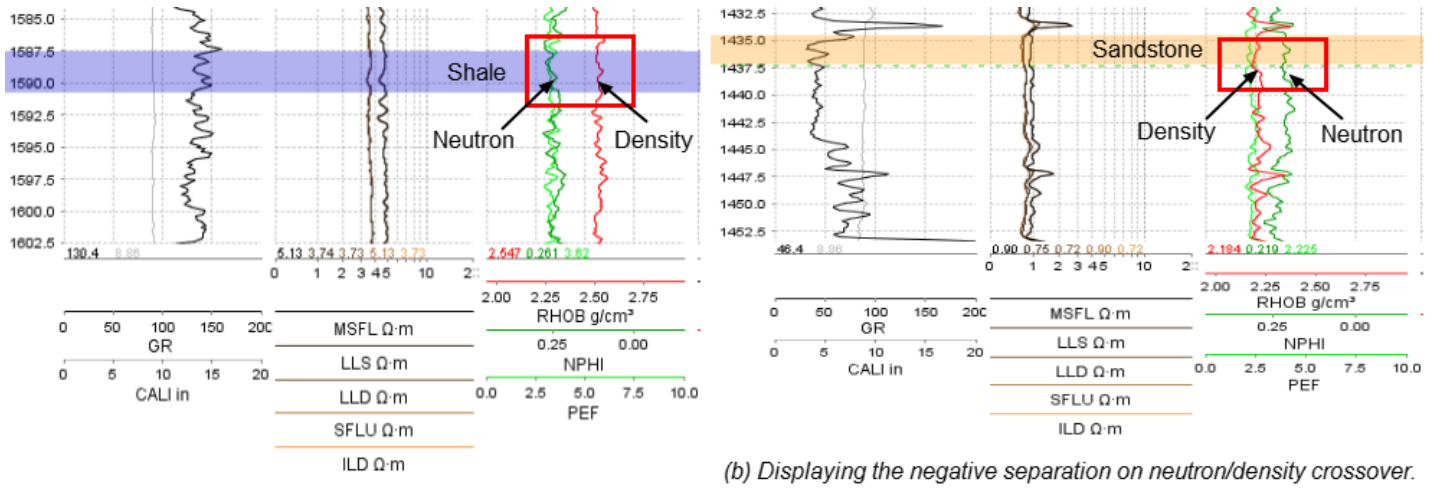 1585.0
1587.5
1590.0
1592.5
1595.0
1597.5
1600.0
1602.5
Shale
Neutron
Density
130.4 8.86
5.13 3.74 3.73 5.13 3.73
2.547 0.261 3.62
0 1 2 3 4 5 10 2
2.00 2.25 2.50 2.75
RHOB g/cm³
0 50 100 150 200
GR
0 5 10 15 20
CALI in
MSFL Ω·m
LLS Ω·m
LLD Ω·m
SFLU Ω·m
ILD Ω·m
0.25 0.00
NPHI
0.0 2.5 5.0 7.5 10.0
PEF
1432.5
1435.0
1437.5
1440.0
1442.5
1445.0
1447.5
1450.0
1452.5
Sandstone
Density
Neutron
46.4 8.86
0.90 0.75 0.72 0.90 0.72
2.184 0.219 2.225
0 1 2 3 4 5 10 2
2.00 2.25 2.50 2.75
RHOB g/cm³
0 50 100 150 200
GR
0 5 10 15 20
CALI in
MSFL Ω·m
LLS Ω·m
LLD Ω·m
SFLU Ω·m
ILD Ω·m
0.25 0.00
NPHI
0.0 2.5 5.0 7.5 10.0
PEF
(b) Displaying the negative separation on neutron/density crossover.